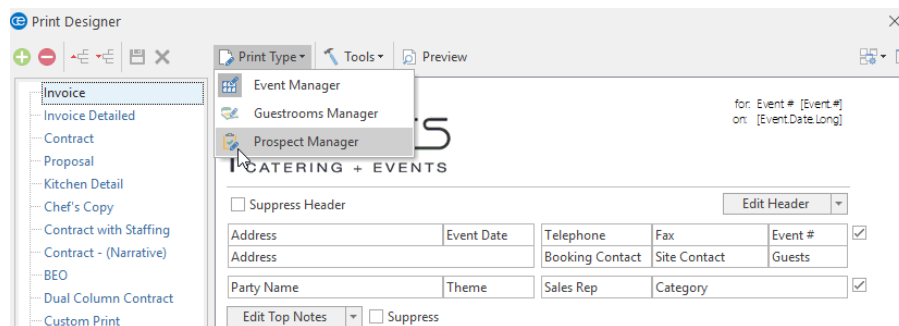 Print Designer
Print Type Tools Preview
Event Manager
Guestrooms Manager
Prospect Manager
Invoice
Invoice Detailed
Contract
Proposal
Kitchen Detail
Chef's Copy
Contract with Staffing
Contract - (Narrative)
BEO
Dual Column Contract
Custom Print
for: Event # [Event.#]
on: [Event.Date.Long]
CATERING + EVENTS
Suppress Header Edit Header
Address Event Date Telephone Fax Event #
Address Booking Contact Site Contact Guests
Party Name Theme Sales Rep Category
Edit Top Notes Suppress